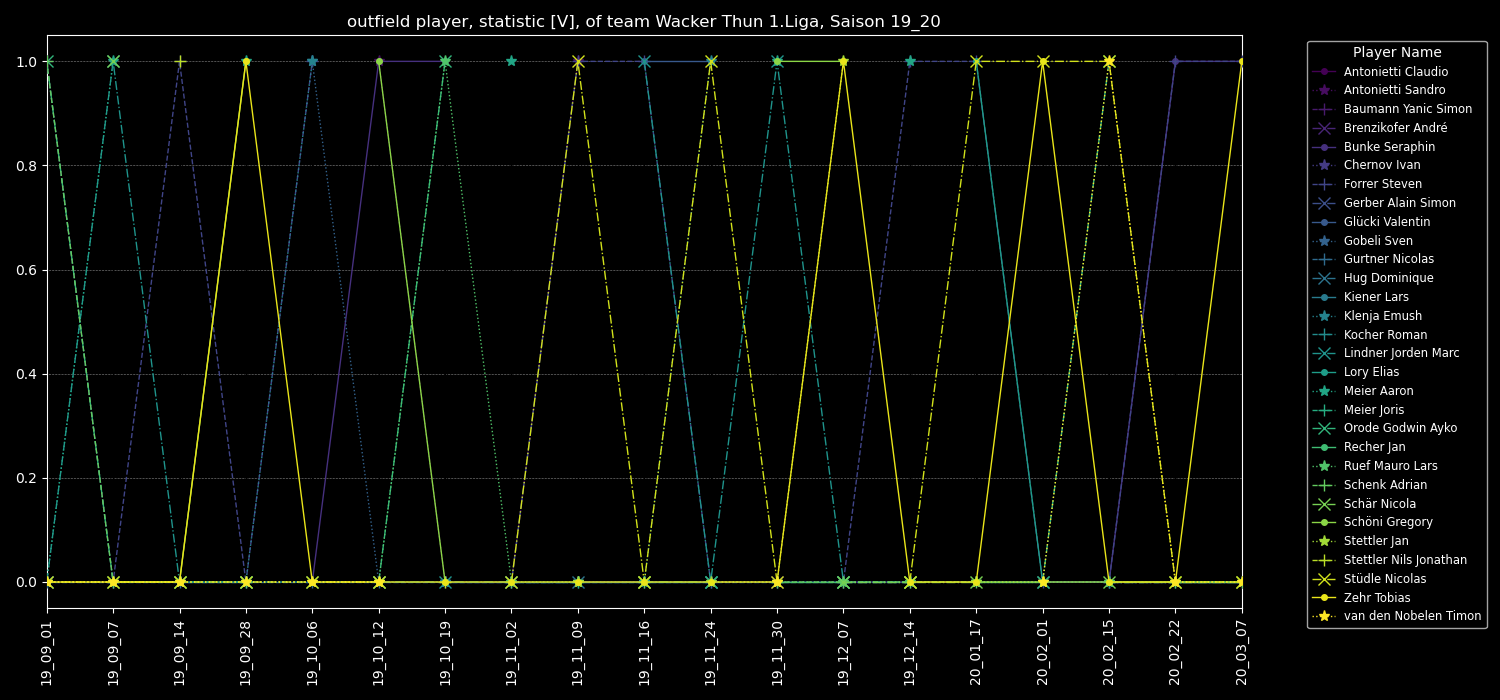 outfield player, statistic [V], of team Wacker Thun 1.Liga, Saison 19_20
1.0
0.8
0.6
0.4
0.2
0.0
19_09_01
19_09_07
19_09_14
19_09_28
19_10_06
19_10_12
19_10_19
19_11_02
19_11_09
19_11_16
19_11_24
19_11_30
19_12_07
19_12_14
20_01_17
20_02_01
20_02_15
20_02_22
20_03_07
Player Name
Antonietti Claudio
Antonietti Sandro
Baumann Yanic Simon
Brenzikofer André
Bunke Seraphin
Chernov Ivan
Forrer Steven
Gerber Alain Simon
Glücki Valentin
Gobeli Sven
Gurtner Nicolas
Hug Dominique
Kiener Lars
Klenja Emush
Kocher Roman
Lindner Jorden Marc
Lory Elias
Meier Aaron
Meier Joris
Orode Godwin Ayko
Recher Jan
Ruef Mauro Lars
Schenk Adrian
Schär Nicola
Schöni Gregory
Stettler Jan
Stettler Nils Jonathan
Stüdle Nicolas
Zehr Tobias
van den Nobelen Timon